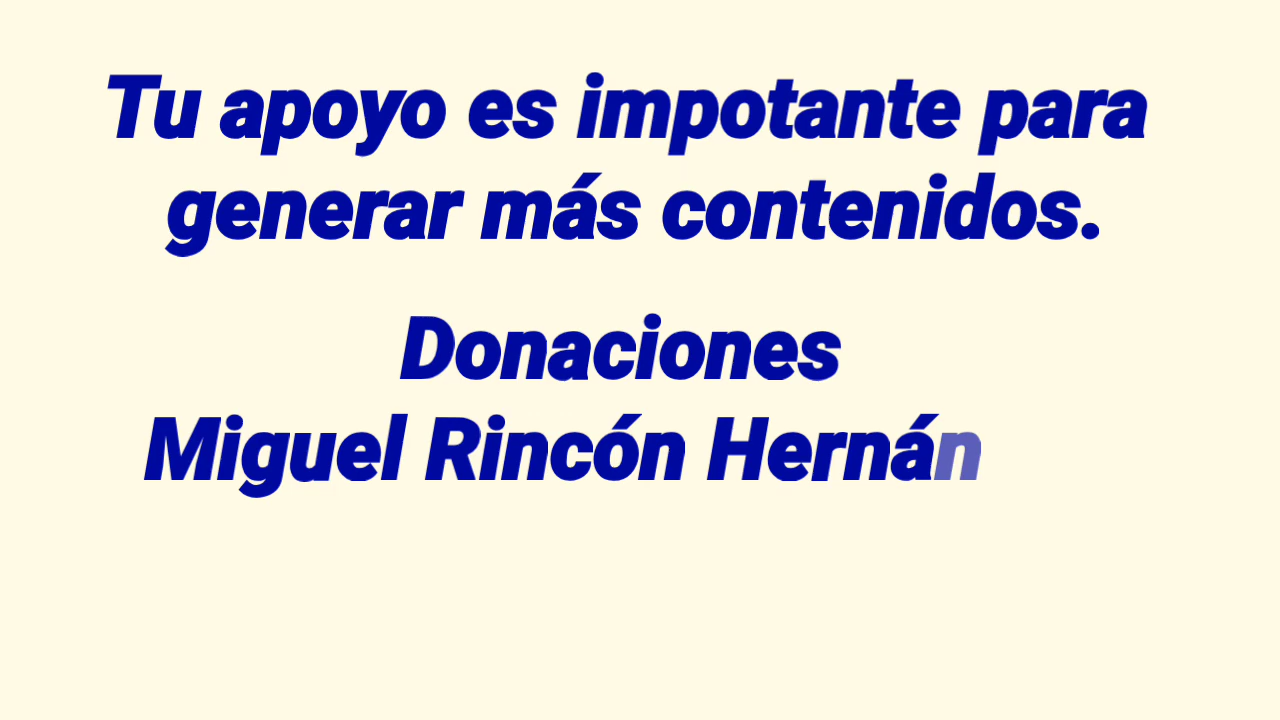 Tu apoyo es impotante para
generar más contenidos.
Donaciones
Miguel Rincón Hernán